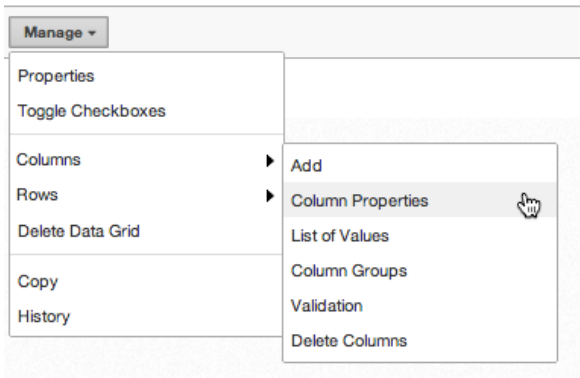 Manage
Properties
Toggle Checkboxes
Columns
Rows
Delete Data Grid
Copy
History
Add
Column Properties
List of Values
Column Groups
Validation
Delete Columns